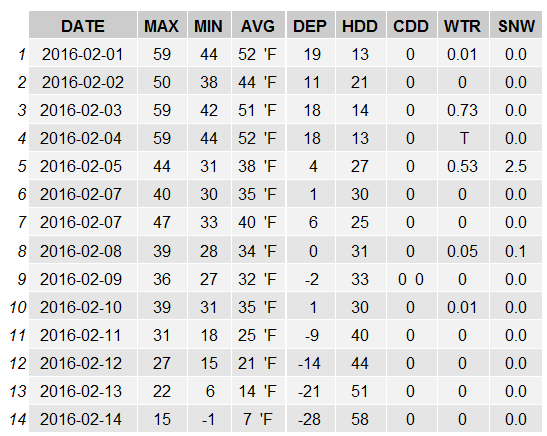 DATE MAX MIN AVG DEP HDD CDD WTR SNW
1 2016-02-01 59 44 52 'F 19 13 0 0.01 0.0
2 2016-02-02 50 38 44 'F 11 21 0 0 0.0
3 2016-02-03 59 42 51 'F 18 14 0 0.73 0.0
4 2016-02-04 59 44 52 'F 18 13 0 T 0.0
5 2016-02-05 44 31 38 'F 4 27 0 0.53 2.5
6 2016-02-07 40 30 35 'F 1 30 0 0 0.0
7 2016-02-07 47 33 40 'F 6 25 0 0 0.0
8 2016-02-08 39 28 34 'F 0 31 0 0.05 0.1
9 2016-02-09 36 27 32 'F -2 33 0 0 0 0.0
10 2016-02-10 39 31 35 'F 1 30 0 0.01 0.0
11 2016-02-11 31 18 25 'F -9 40 0 0 0.0
12 2016-02-12 27 15 21 'F -14 44 0 0 0.0
13 2016-02-13 22 6 14 'F -21 51 0 0 0.0
14 2016-02-14 15 -1 7 'F -28 58 0 0 0.0